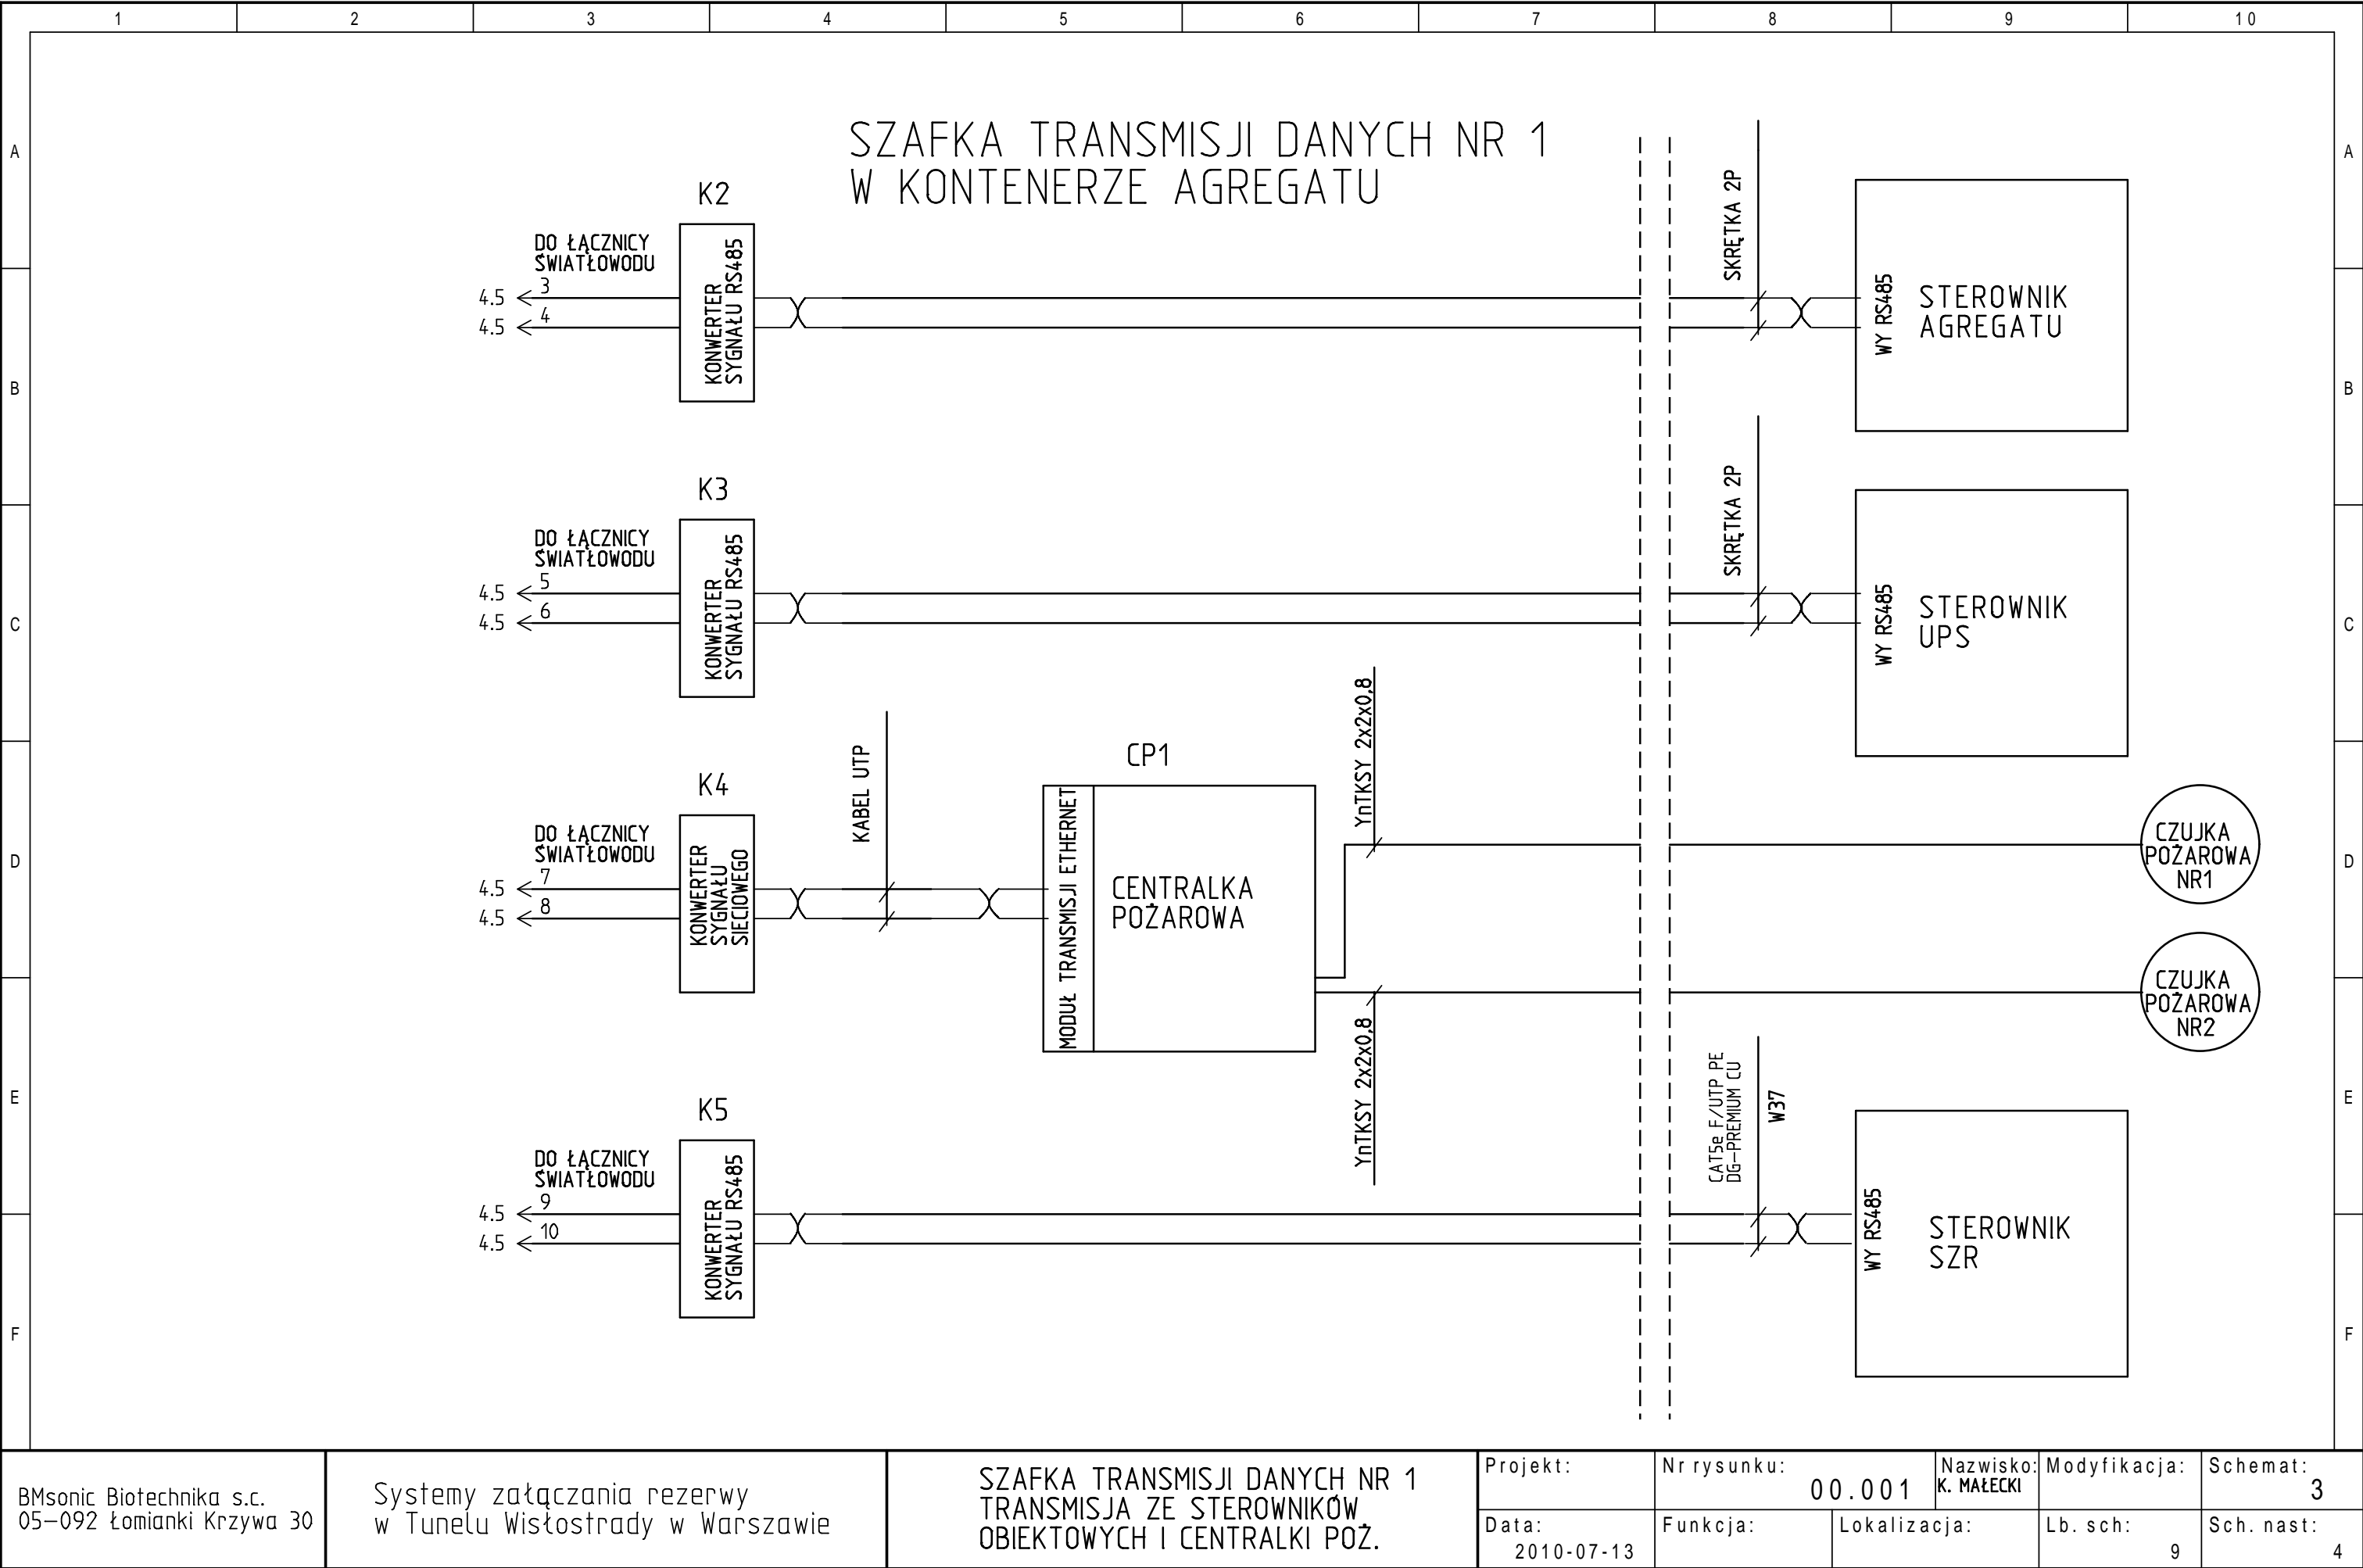 1 2 3 4 5 6 7 8 9 10
A
B
C
D
E
F
A
B
C
D
E
F
SZAFKA TRANSMISJI DANYCH NR 1
W KONTENERZE AGREGATU
K2
DO ŁĄCZNICY
ŚWIATŁOWODU
4.5 3
4.5 4
KONWERTER
SYGNAŁU RS485
SKRĘTKA 2P
WY RS485
STEROWNIK
AGREGATU
K3
DO ŁĄCZNICY
ŚWIATŁOWODU
4.5 5
4.5 6
KONWERTER
SYGNAŁU RS485
SKRĘTKA 2P
WY RS485
STEROWNIK
UPS
K4
DO ŁĄCZNICY
ŚWIATŁOWODU
4.5 7
4.5 8
KONWERTER
SYGNAŁU
SIECIOWEGO
KABEL UTP
CP1
MODUŁ TRANSMISJI ETHERNET
CENTRALKA
POŻAROWA
YnTKSY 2x2x0,8
YnTKSY 2x2x0,8
CZUJKA
POŻAROWA
NR1
CZUJKA
POŻAROWA
NR2
K5
DO ŁĄCZNICY
ŚWIATŁOWODU
4.5 9
4.5 10
KONWERTER
SYGNAŁU RS485
CAT5e F/UTP PE
DG-PREMIUM CU
W37
WY RS485
STEROWNIK
SZR
BMsonic Biotechnika s.c.
05-092 Łomianki Krzywa 30
Systemy załączania rezerwy
w Tunelu Wisłostrady w Warszawie
SZAFKA TRANSMISJI DANYCH NR 1
TRANSMISJA ZE STEROWNIKÓW
OBIEKTOWYCH I CENTRALKI POŻ.
Projekt:
Nr rysunku:
00.001
Nazwisko:
K. MAŁECKI
Modyfikacja:
Schemat:
3
Data:
2010-07-13
Funkcja:
Lokalizacja:
Lb. sch:
9
Sch. nast:
4